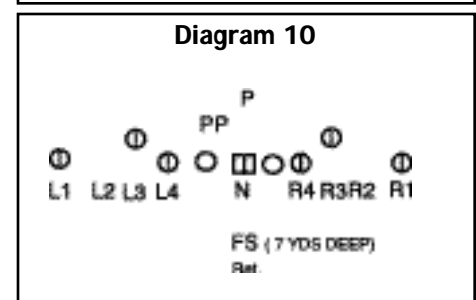 Diagram 10
P
PP
L1 L2 L3 L4 N R4 R3 R2 R1
FS (7 YDS DEEP)
Ret.